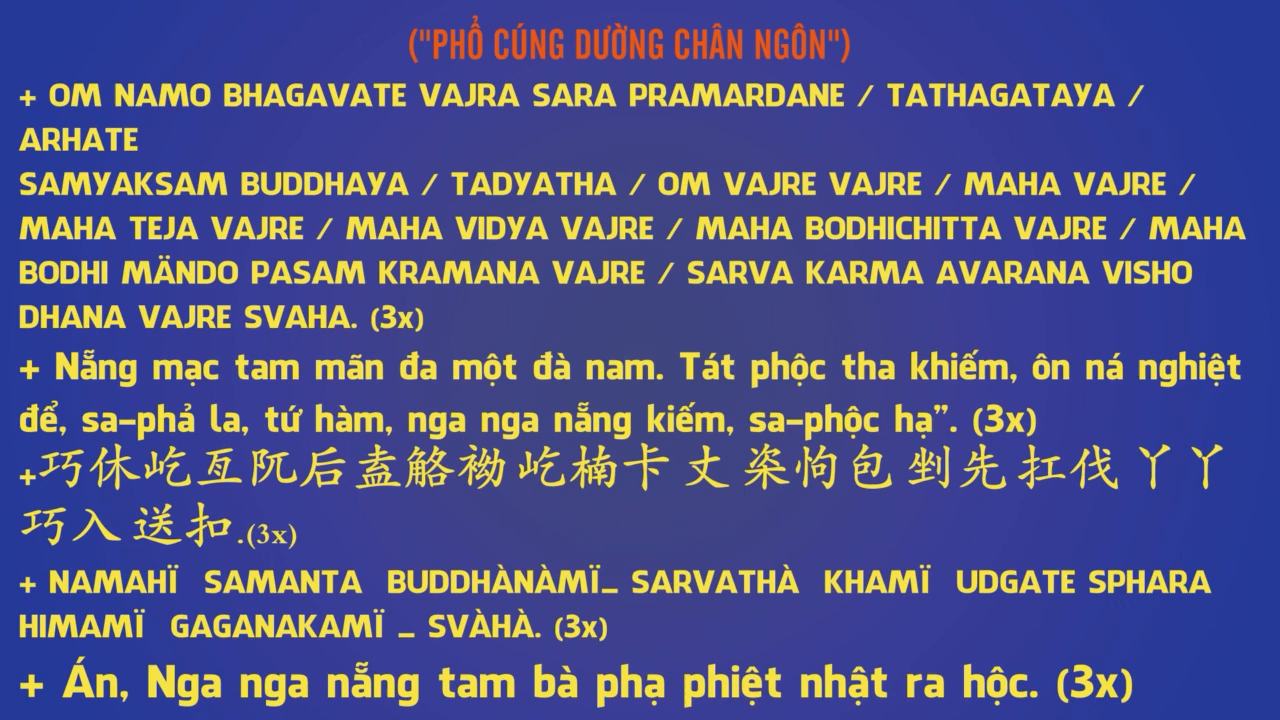 ("PHỔ CÚNG DƯỜNG CHÂN NGÔN")
+ OM NAMO BHAGAVATE VAJRA SARA PRAMARDANE / TATHAGATAYA /
ARHATE
SAMYAKSAM BUDDHAYA / TADYATHA / OM VAJRE VAJRE / MAHA VAJRE /
MAHA TEJA VAJRE / MAHA VIDYA VAJRE / MAHA BODHICHITTA VAJRE / MAHA
BODHI MÄNDO PASAM KRAMANA VAJRE / SARVA KARMA AVARANA VISHO
DHANA VAJRE SVAHA. (3x)
+ Nẵng mạc tam mãn đa một đà nam. Tát phộc tha khiếm, ôn ná nghiệt
để, sa-phả la, tứ hàm, nga nga nẵng kiếm, sa-phộc hạ”. (3x)
+巧休屹亙阮后盍觡裇屹楠卡丈染怐包剉先扛伐丫丫
巧入送扣.(3x)
+ NAMAHÏ SAMANTA BUDDHÀNÀMÏ_ SARVATHÀ KHAMÏ UDGATE SPHARA
HIMAMÏ GAGANAKAMÏ _ SVÀHÀ. (3x)
+ Án, Nga nga nẵng tam bà phạ phiệt nhật ra hộc. (3x)